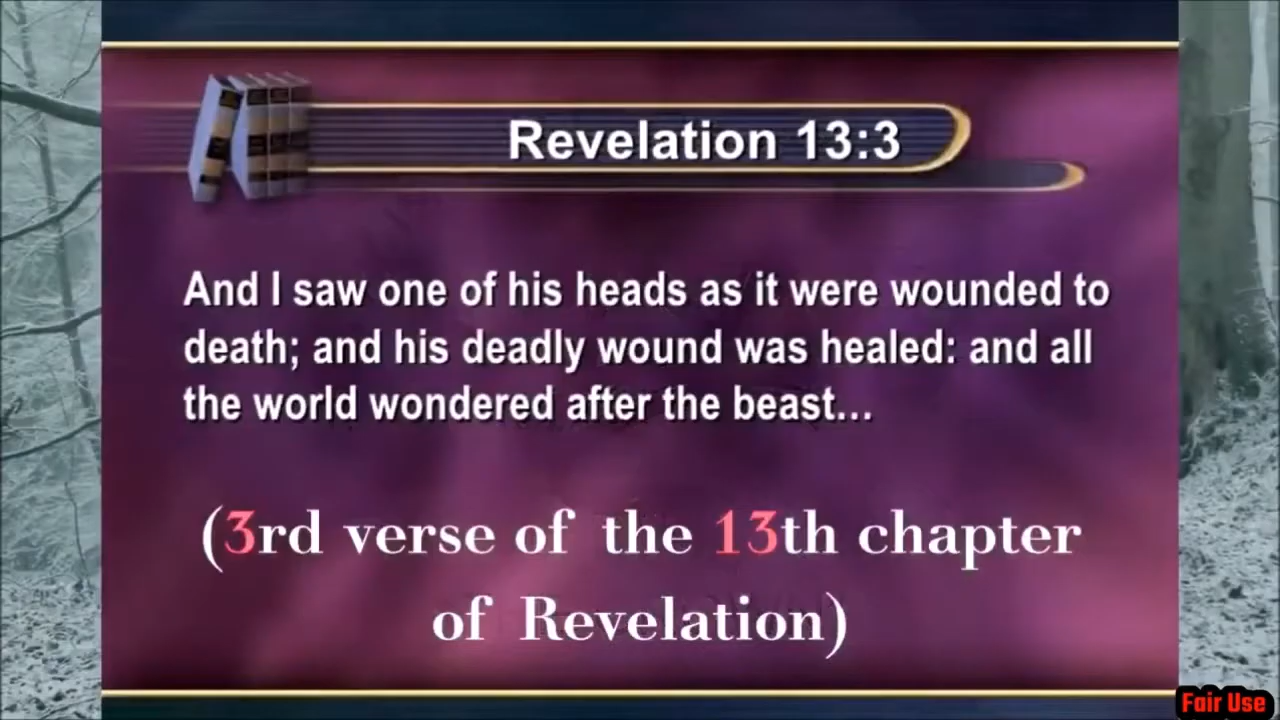 Revelation 13:3
And I saw one of his heads as it were wounded to
death; and his deadly wound was healed: and all
the world wondered after the beast...
(3rd verse of the 13th chapter
of Revelation)
Fair Use